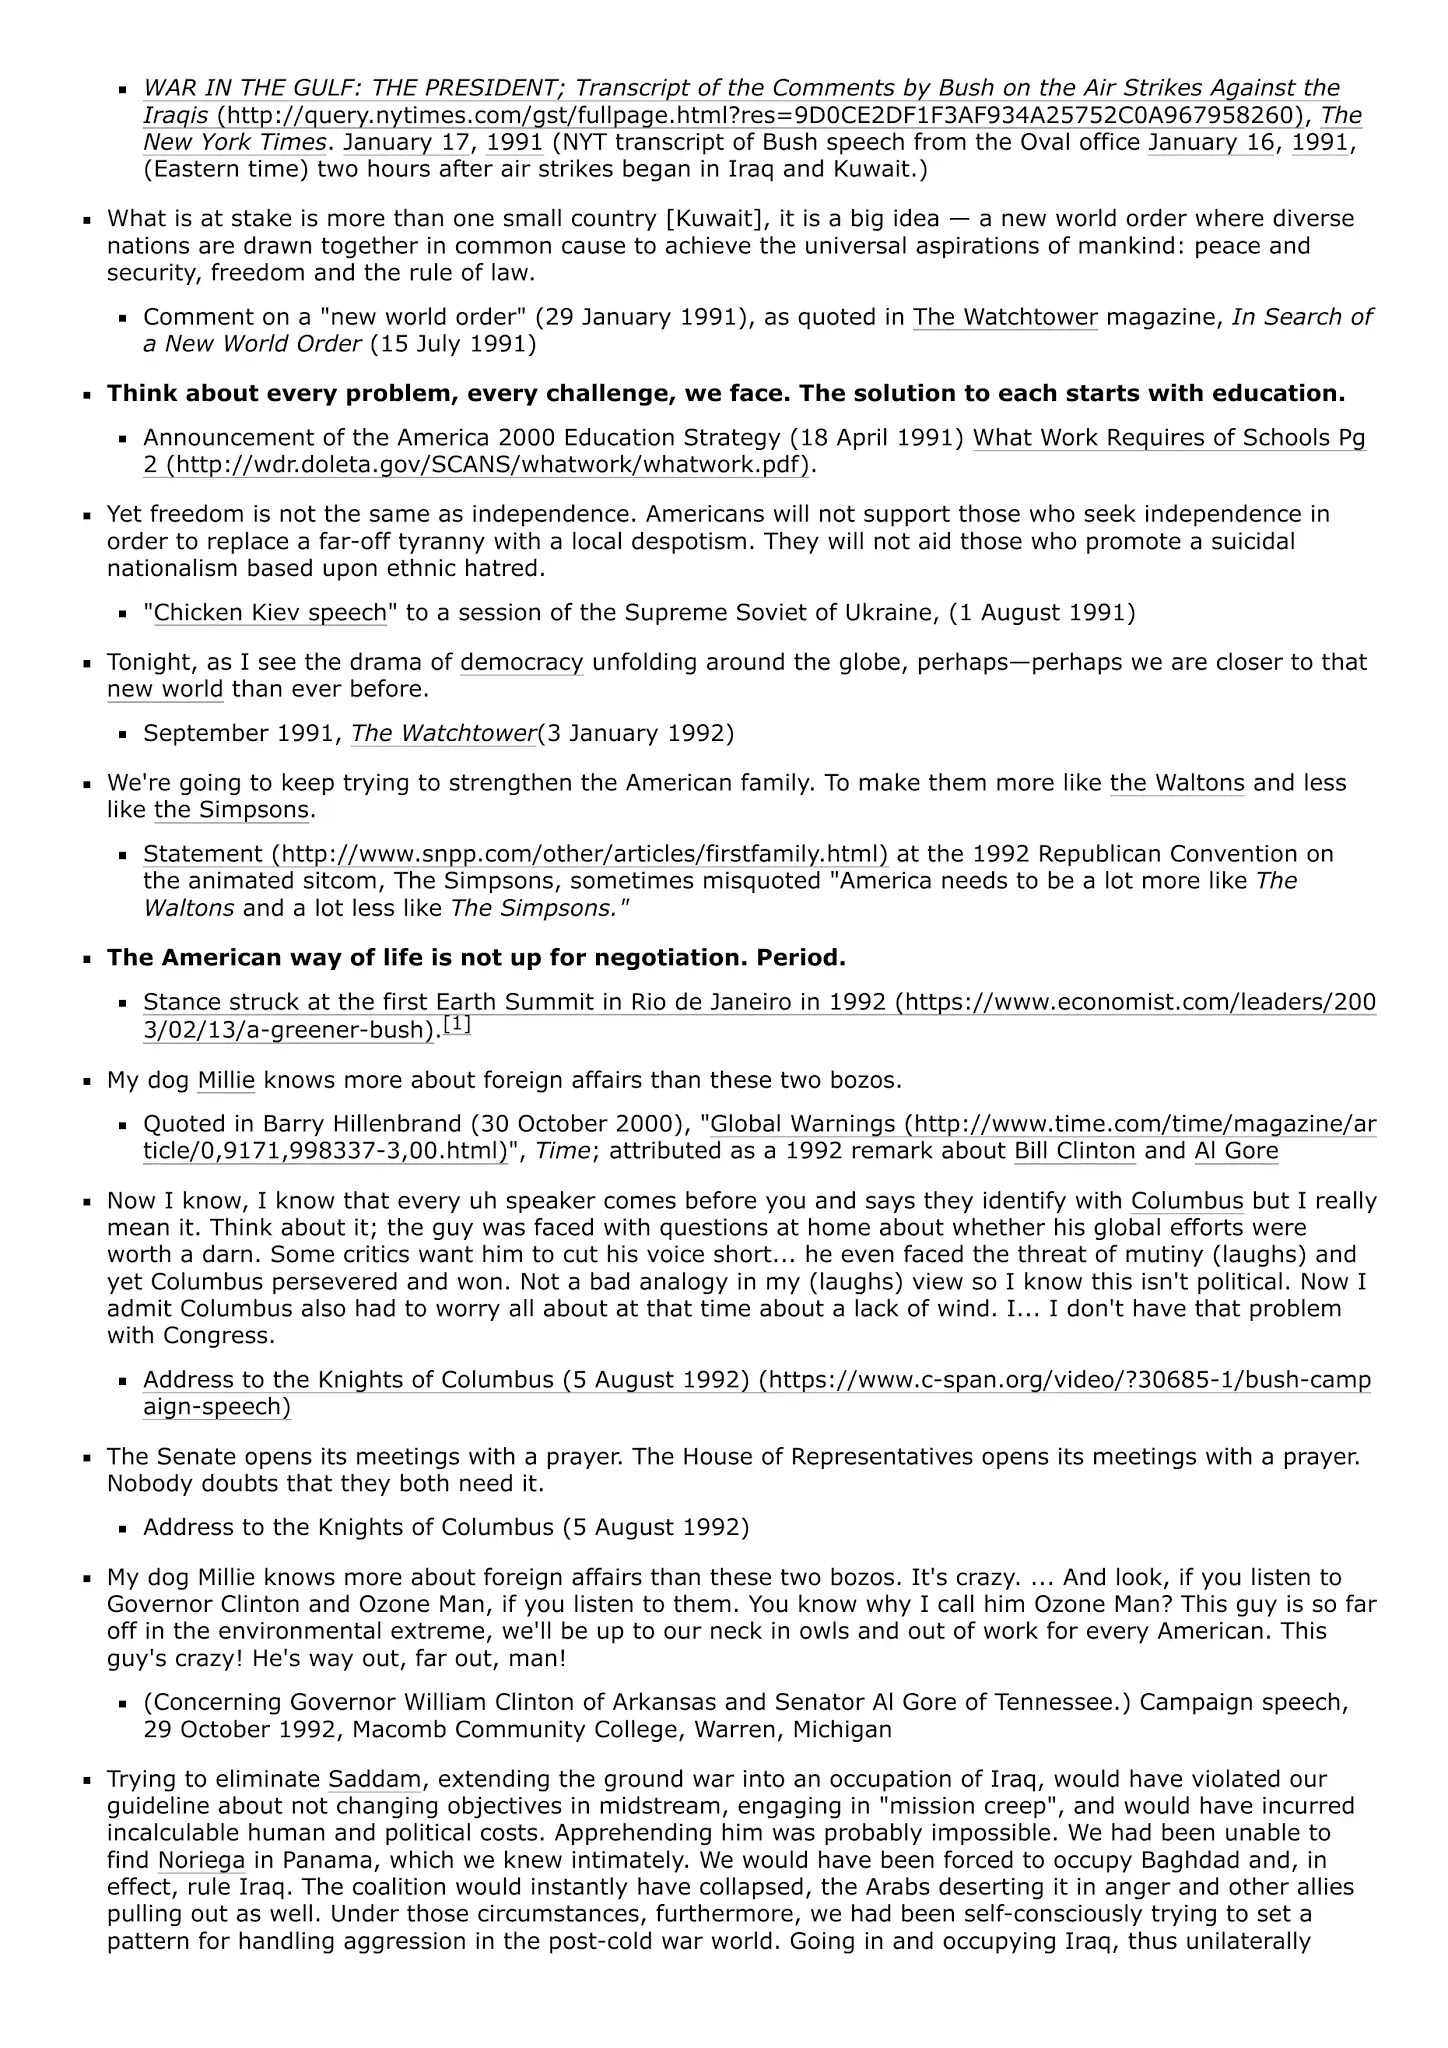 ▪ WAR IN THE GULF: THE PRESIDENT; Transcript of the Comments by Bush on the Air Strikes Against the
Iraqis (http://query.nytimes.com/gst/fullpage.html?res=9D0CE2DF1F3AF934A25752C0A967958260), The
New York Times. January 17, 1991 (NYT transcript of Bush speech from the Oval office January 16, 1991,
(Eastern time) two hours after air strikes began in Iraq and Kuwait.)
▪ What is at stake is more than one small country [Kuwait], it is a big idea — a new world order where diverse
nations are drawn together in common cause to achieve the universal aspirations of mankind: peace and
security, freedom and the rule of law.
▪ Comment on a "new world order" (29 January 1991), as quoted in The Watchtower magazine, In Search of
a New World Order (15 July 1991)
▪ Think about every problem, every challenge, we face. The solution to each starts with education.
▪ Announcement of the America 2000 Education Strategy (18 April 1991) What Work Requires of Schools Pg
2 (http://wdr.doleta.gov/SCANS/whatwork/whatwork.pdf).
▪ Yet freedom is not the same as independence. Americans will not support those who seek independence in
order to replace a far-off tyranny with a local despotism. They will not aid those who promote a suicidal
nationalism based upon ethnic hatred.
▪ "Chicken Kiev speech" to a session of the Supreme Soviet of Ukraine, (1 August 1991)
▪ Tonight, as I see the drama of democracy unfolding around the globe, perhaps—perhaps we are closer to that
new world than ever before.
▪ September 1991, The Watchtower(3 January 1992)
▪ We're going to keep trying to strengthen the American family. To make them more like the Waltons and less
like the Simpsons.
▪ Statement (http://www.snpp.com/other/articles/firstfamily.html) at the 1992 Republican Convention on
the animated sitcom, The Simpsons, sometimes misquoted "America needs to be a lot more like The
Waltons and a lot less like The Simpsons."
▪ The American way of life is not up for negotiation. Period.
▪ Stance struck at the first Earth Summit in Rio de Janeiro in 1992 (https://www.economist.com/leaders/200
3/02/13/a-greener-bush).[1]
▪ My dog Millie knows more about foreign affairs than these two bozos.
▪ Quoted in Barry Hillenbrand (30 October 2000), "Global Warnings (http://www.time.com/time/magazine/ar
ticle/0,9171,998337-3,00.html)", Time; attributed as a 1992 remark about Bill Clinton and Al Gore
▪ Now I know, I know that every uh speaker comes before you and says they identify with Columbus but I really
mean it. Think about it; the guy was faced with questions at home about whether his global efforts were
worth a darn. Some critics want him to cut his voice short... he even faced the threat of mutiny (laughs) and
yet Columbus persevered and won. Not a bad analogy in my (laughs) view so I know this isn't political. Now I
admit Columbus also had to worry all about at that time about a lack of wind. I... I don't have that problem
with Congress.
▪ Address to the Knights of Columbus (5 August 1992) (https://www.c-span.org/video/?30685-1/bush-camp
aign-speech)
▪ The Senate opens its meetings with a prayer. The House of Representatives opens its meetings with a prayer.
Nobody doubts that they both need it.
▪ Address to the Knights of Columbus (5 August 1992)
▪ My dog Millie knows more about foreign affairs than these two bozos. It's crazy. ... And look, if you listen to
Governor Clinton and Ozone Man, if you listen to them. You know why I call him Ozone Man? This guy is so far
off in the environmental extreme, we'll be up to our neck in owls and out of work for every American. This
guy's crazy! He's way out, far out, man!
▪ (Concerning Governor William Clinton of Arkansas and Senator Al Gore of Tennessee.) Campaign speech,
29 October 1992, Macomb Community College, Warren, Michigan
▪ Trying to eliminate Saddam, extending the ground war into an occupation of Iraq, would have violated our
guideline about not changing objectives in midstream, engaging in "mission creep", and would have incurred
incalculable human and political costs. Apprehending him was probably impossible. We had been unable to
find Noriega in Panama, which we knew intimately. We would have been forced to occupy Baghdad and, in
effect, rule Iraq. The coalition would instantly have collapsed, the Arabs deserting it in anger and other allies
pulling out as well. Under those circumstances, furthermore, we had been self-consciously trying to set a
pattern for handling aggression in the post-cold war world. Going in and occupying Iraq, thus unilaterally